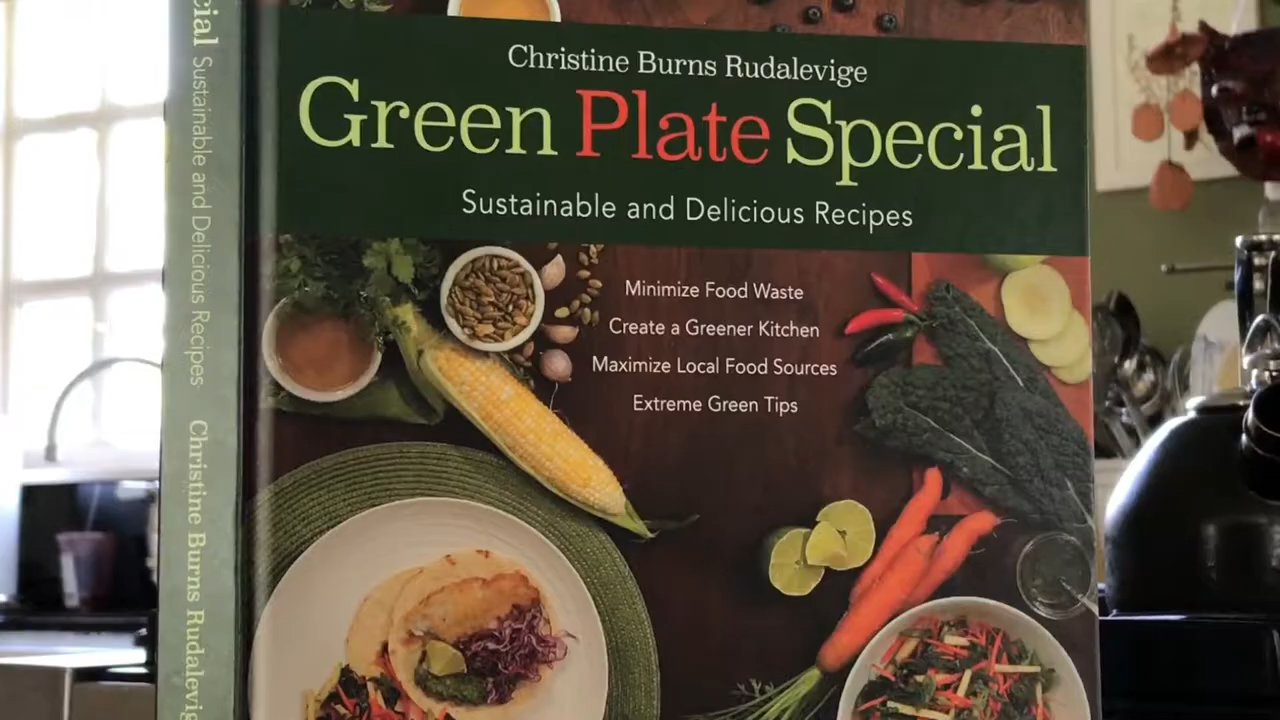 Christine Burns Rudalevige
Green Plate Special
Sustainable and Delicious Recipes
Minimize Food Waste
Create a Greener Kitchen
Maximize Local Food Sources
Extreme Green Tips
cial Sustainable and Delicious Recipes Christine Burns Rudalevig